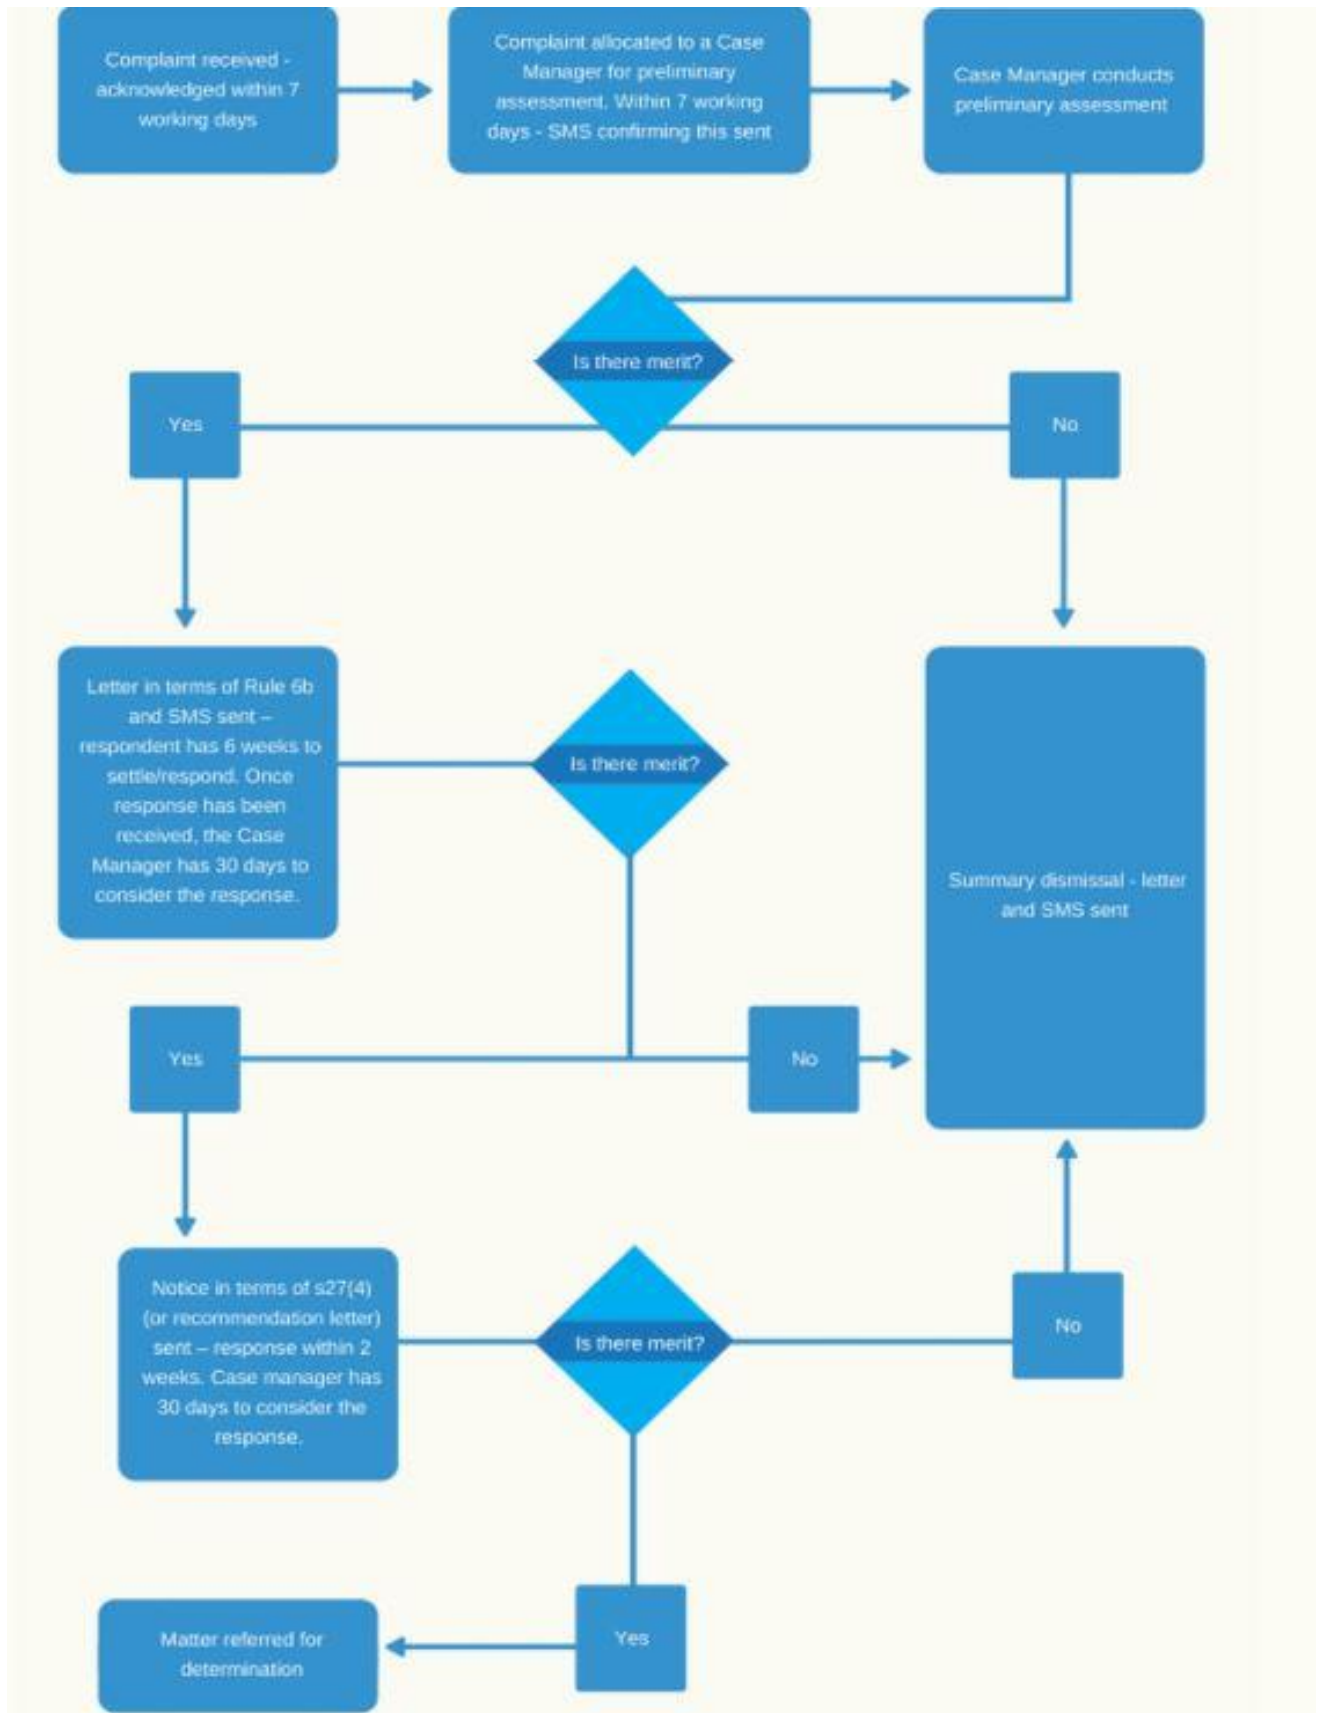 Complaint received -
acknowledged within 7
working days
Complaint allocated to a Case
Manager for preliminary
assessment. Within 7 working
days - SMS confirming this sent
Case Manager conducts
preliminary assessment
Is there merit?
Yes
No
Letter in terms of Rule 6b
and SMS sent –
respondent has 6 weeks to
settle/respond. Once
response has been
received, the Case
Manager has 30 days to
consider the response.
Is there merit?
Summary dismissal - letter
and SMS sent
Yes
No
Notice in terms of s27(4)
(or recommendation letter)
sent – response within 2
weeks. Case manager has
30 days to consider the
response.
Is there merit?
No
Yes
Matter referred for
determination